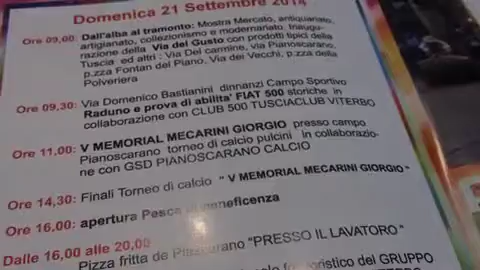 Domenica 21 Settembre 2014
Ore 09,00: Dall'alba al tramonto: Mostra Mercato, antiquariato,
artigianato, collezionismo e modernariato. Inaugu-
razione della Via del Gusto con prodotti tipici della
Tuscia ed altri : Via Del Carmine, via Pianoscarano,
p.zza Fontan del Piano, Via dei Vecchi, p.zza della
Polveriera
Ore 09,30: Via Domenico Bastianini dinnanzi Campo Sportivo
Raduno e prova di abilita' FIAT 500 storiche in
collaborazione con CLUB 500 TUSCIACLUB VITERBO
Ore 11,00: V MEMORIAL MECARINI GIORGIO presso campo
Pianoscarano torneo di calcio pulcini in collaborazio-
ne con GSD PIANOSCARANO CALCIO
Ore 14,30: Finali Torneo di calcio " V MEMORIAL MECARINI GIORGIO "
Ore 16,00: apertura Pesca di beneficenza
Dalle 16,00 alle 20,00
Pizza fritta de Pianoscarano "PRESSO IL LAVATORO"
del GRUPPO